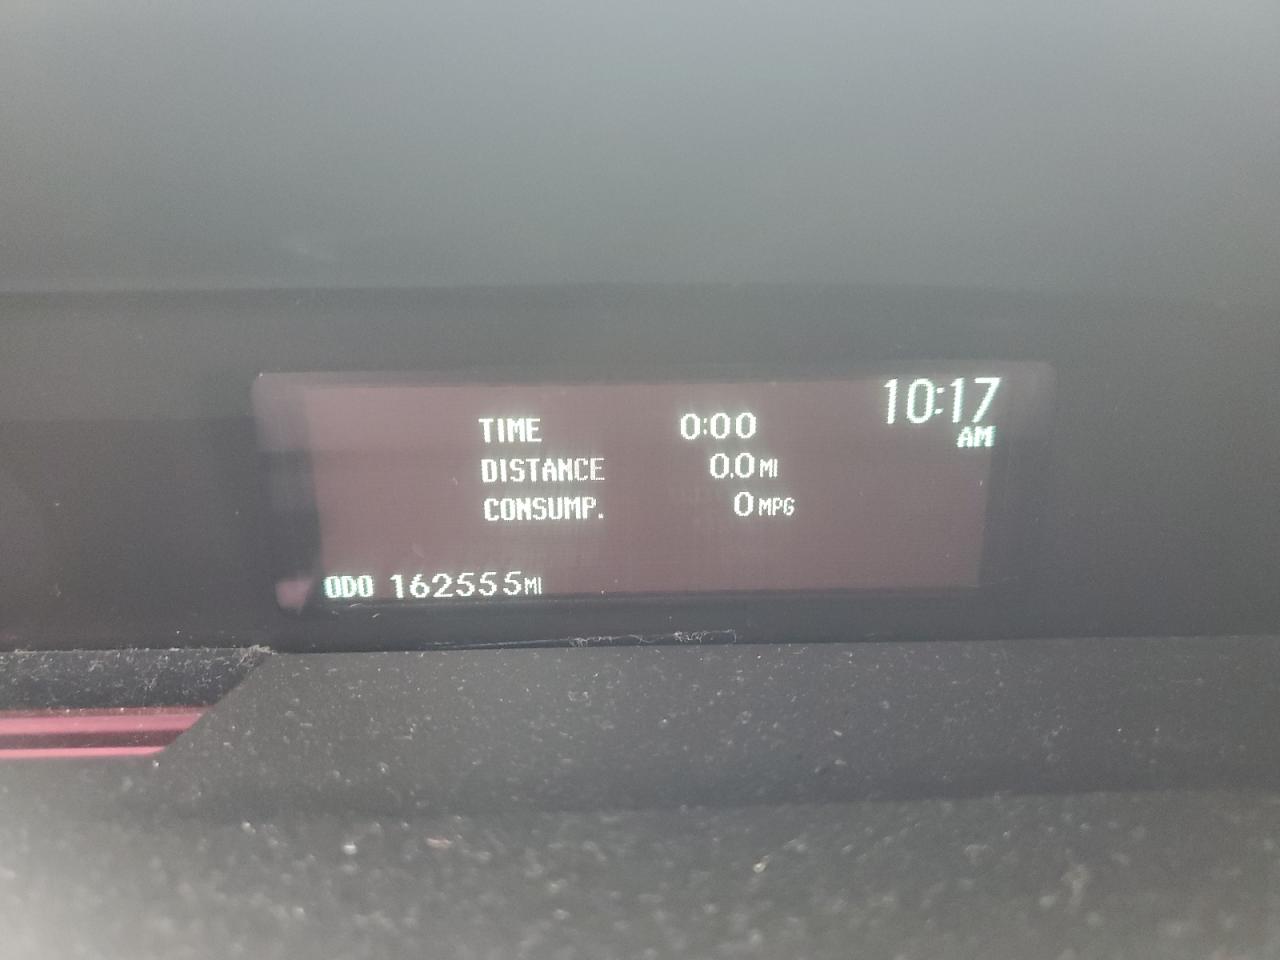 10:17
AM
TIME 0:00
DISTANCE 0.0 MI
CONSUMP. 0 MPG
ODO 162555 MI